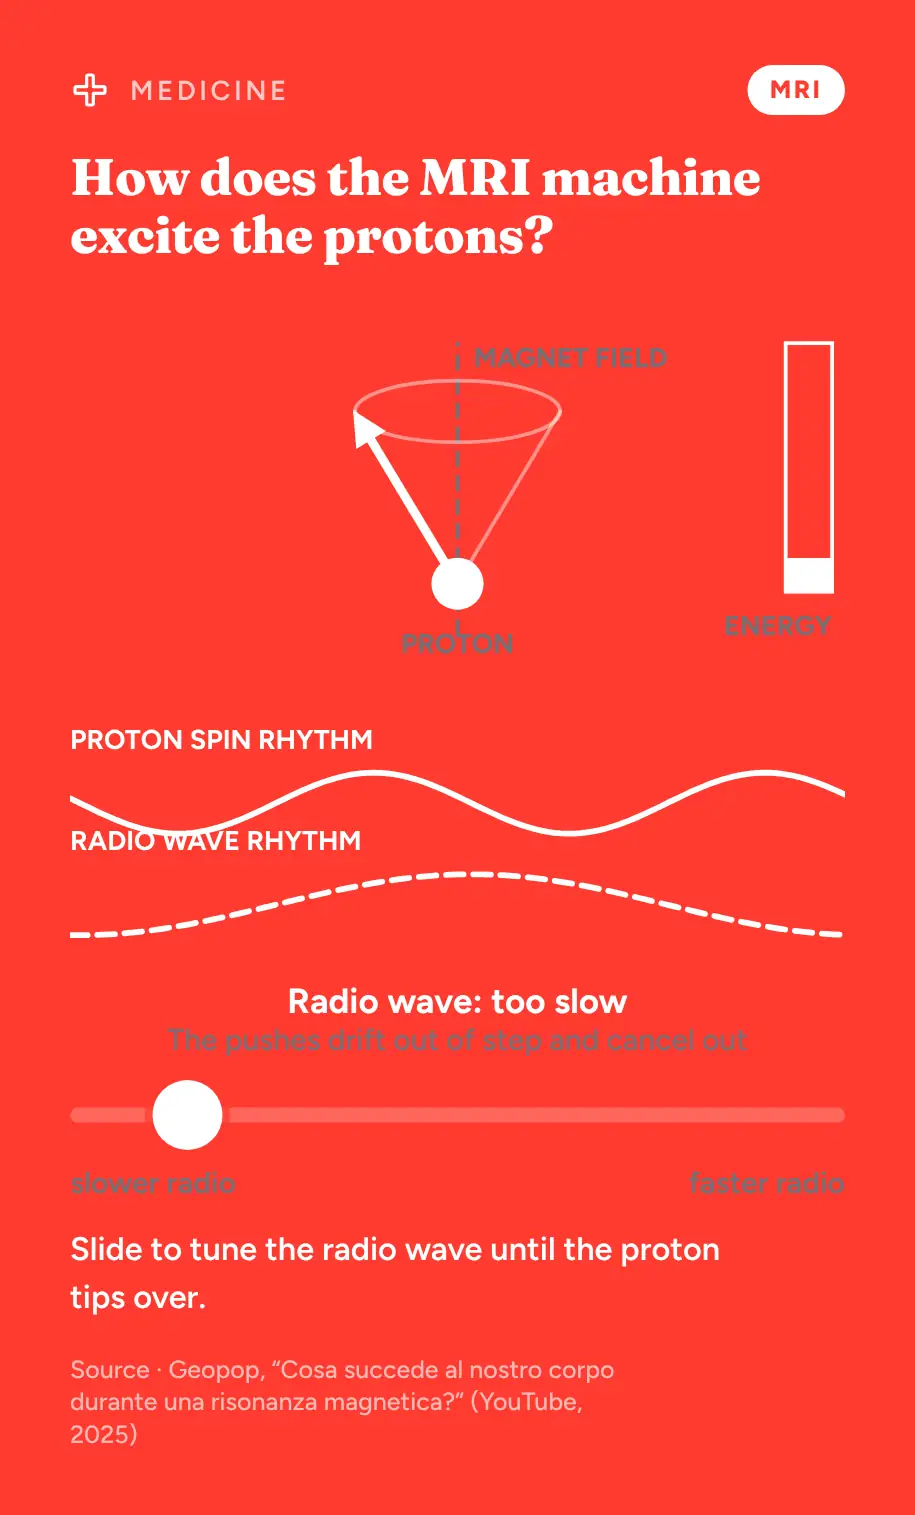 MEDICINE
MRI
How does the MRI machine
excite the protons?
MAGNET FIELD
PROTON
ENERGY
PROTON SPIN RHYTHM
RADIO WAVE RHYTHM
Radio wave: too slow
The pushes drift out of step and cancel out
slower radio
faster radio
Slide to tune the radio wave until the proton
tips over.
Source · Geopop, “Cosa succede al nostro corpo
durante una risonanza magnetica?” (YouTube,
2025)